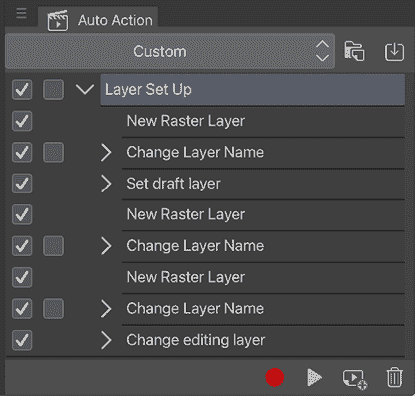 Auto Action
Custom
Layer Set Up
New Raster Layer
Change Layer Name
Set draft layer
New Raster Layer
Change Layer Name
New Raster Layer
Change Layer Name
Change editing layer